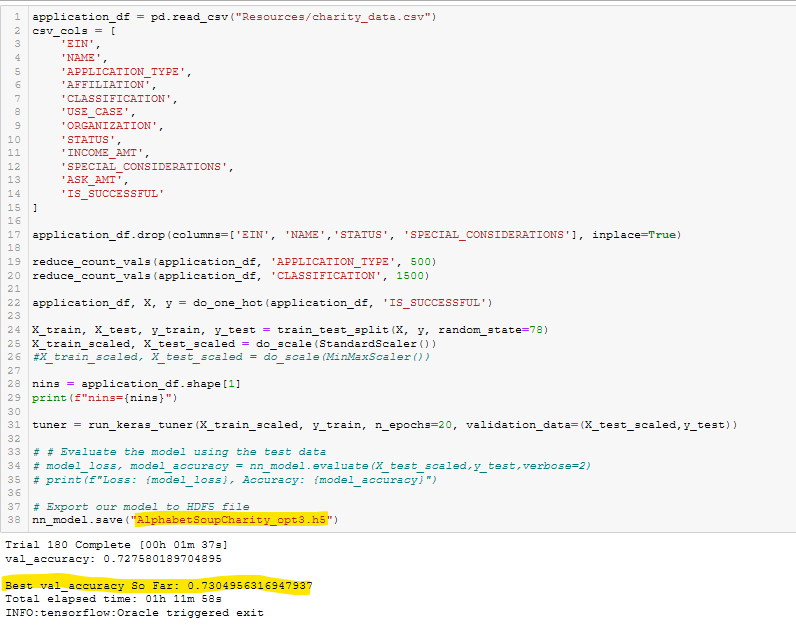 1 application_df = pd.read_csv("Resources/charity_data.csv")
2 csv_cols = [
3     'EIN',
4     'NAME',
5     'APPLICATION_TYPE',
6     'AFFILIATION',
7     'CLASSIFICATION',
8     'USE_CASE',
9     'ORGANIZATION',
10     'STATUS',
11     'INCOME_AMT',
12     'SPECIAL_CONSIDERATIONS',
13     'ASK_AMT',
14     'IS_SUCCESSFUL'
15 ]
16
17 application_df.drop(columns=['EIN', 'NAME','STATUS', 'SPECIAL_CONSIDERATIONS'], inplace=True)
18
19 reduce_count_vals(application_df, 'APPLICATION_TYPE', 500)
20 reduce_count_vals(application_df, 'CLASSIFICATION', 1500)
21
22 application_df, X, y = do_one_hot(application_df, 'IS_SUCCESSFUL')
23
24 X_train, X_test, y_train, y_test = train_test_split(X, y, random_state=78)
25 X_train_scaled, X_test_scaled = do_scale(StandardScaler())
26 #X_train_scaled, X_test_scaled = do_scale(MinMaxScaler())
27
28 nins = application_df.shape[1]
29 print(f"nins={nins}")
30
31 tuner = run_keras_tuner(X_train_scaled, y_train, n_epochs=20, validation_data=(X_test_scaled,y_test))
32
33 # # Evaluate the model using the test data
34 # model_loss, model_accuracy = nn_model.evaluate(X_test_scaled,y_test,verbose=2)
35 # print(f"Loss: {model_loss}, Accuracy: {model_accuracy}")
36
37 # Export our model to HDF5 file
38 nn_model.save("AlphabetSoupCharity_opt3.h5")
Trial 180 Complete [00h 01m 37s]
val_accuracy: 0.727580189704895
Best val_accuracy So Far: 0.7304956316947937
Total elapsed time: 01h 11m 58s
INFO:tensorflow:Oracle triggered exit